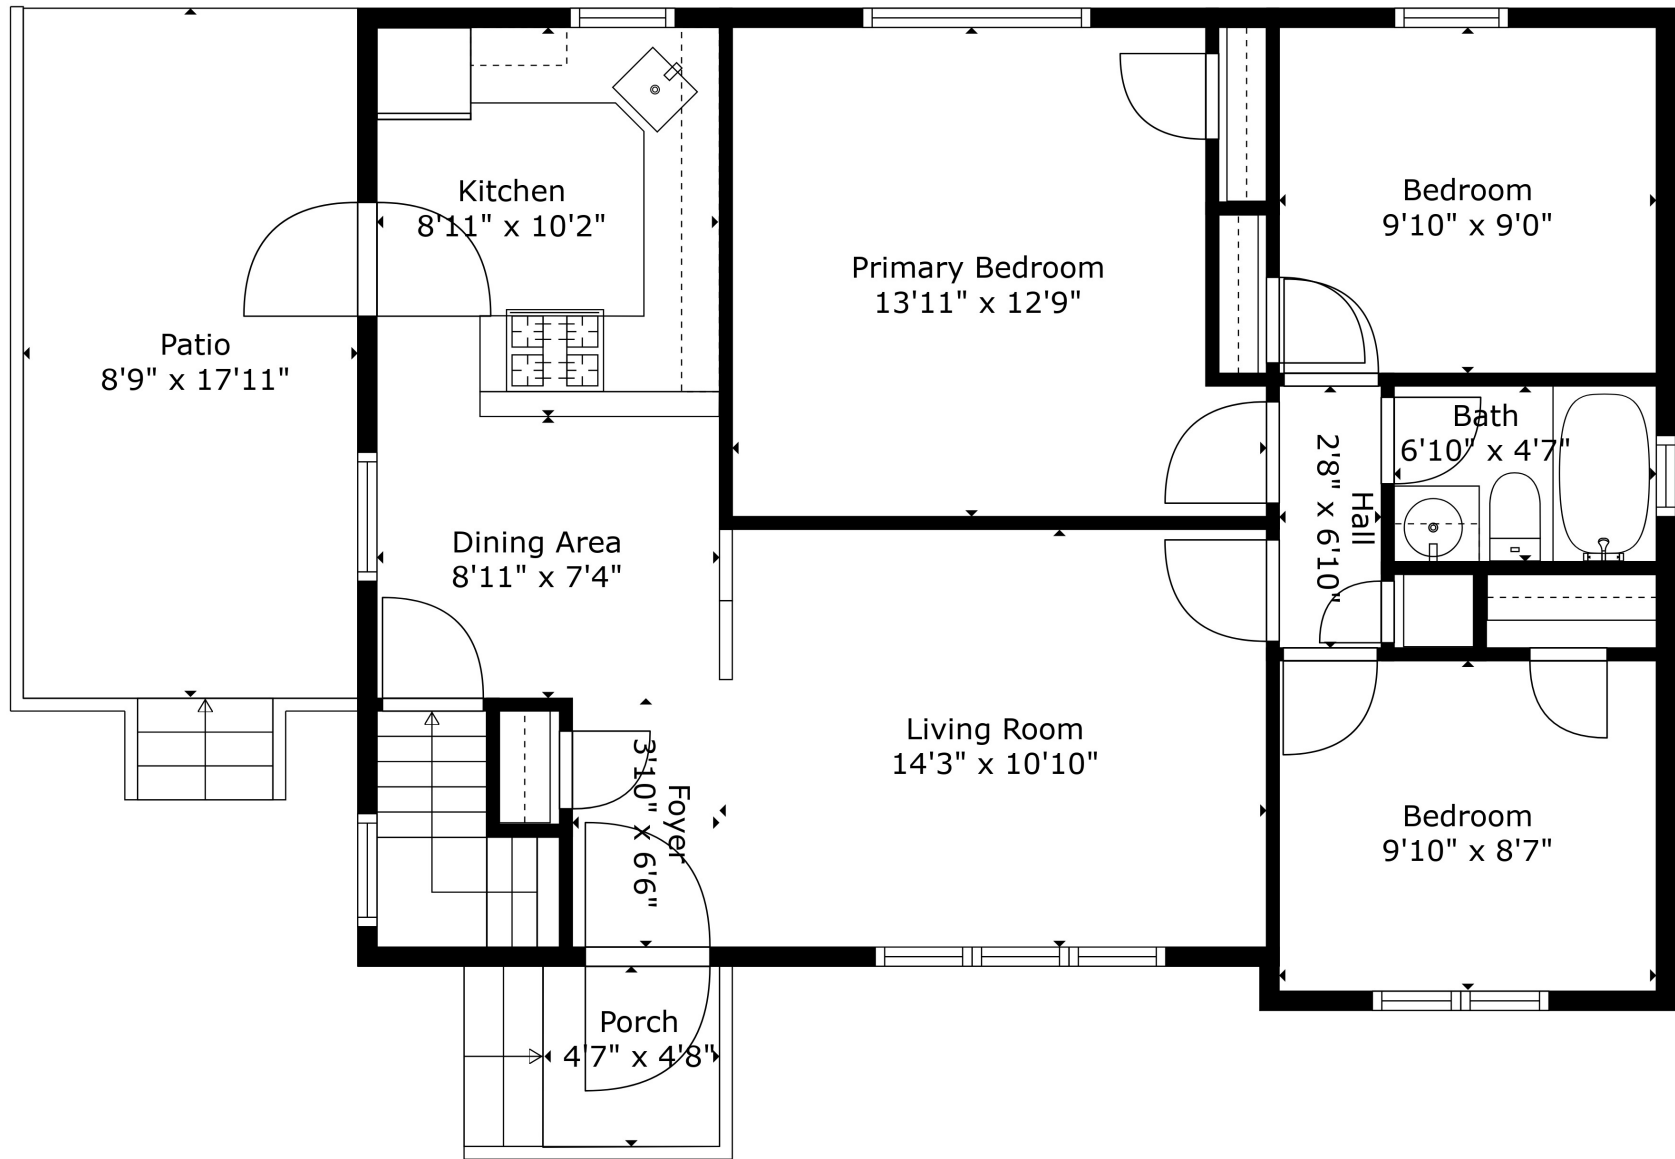 Kitchen
8'11" x 10'2"
Bedroom
9'10" x 9'0"
Primary Bedroom
13'11" x 12'9"
Patio
8'9" x 17'11"
Bath
6'10" x 4'7"
Hall
2'8" x 6'10"
Dining Area
8'11" x 7'4"
Living Room
14'3" x 10'10"
Foyer
3'10" x 6'6"
Bedroom
9'10" x 8'7"
Porch
4'7" x 4'8"